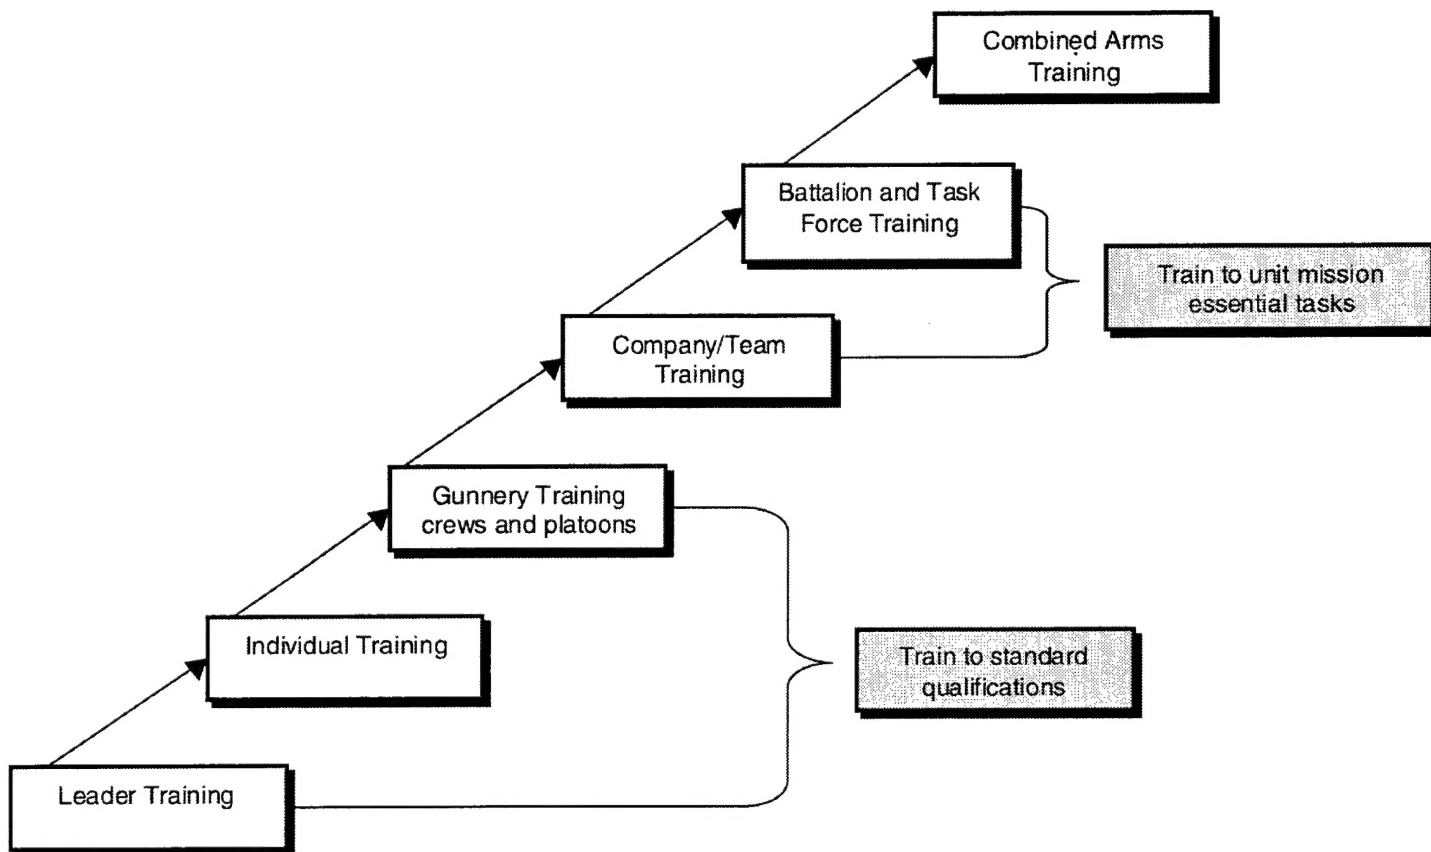 Combined Arms
Training
Battalion and Task
Force Training
Train to unit mission
essential tasks
Company/Team
Training
Gunnery Training
crews and platoons
Individual Training
Train to standard
qualifications
Leader Training